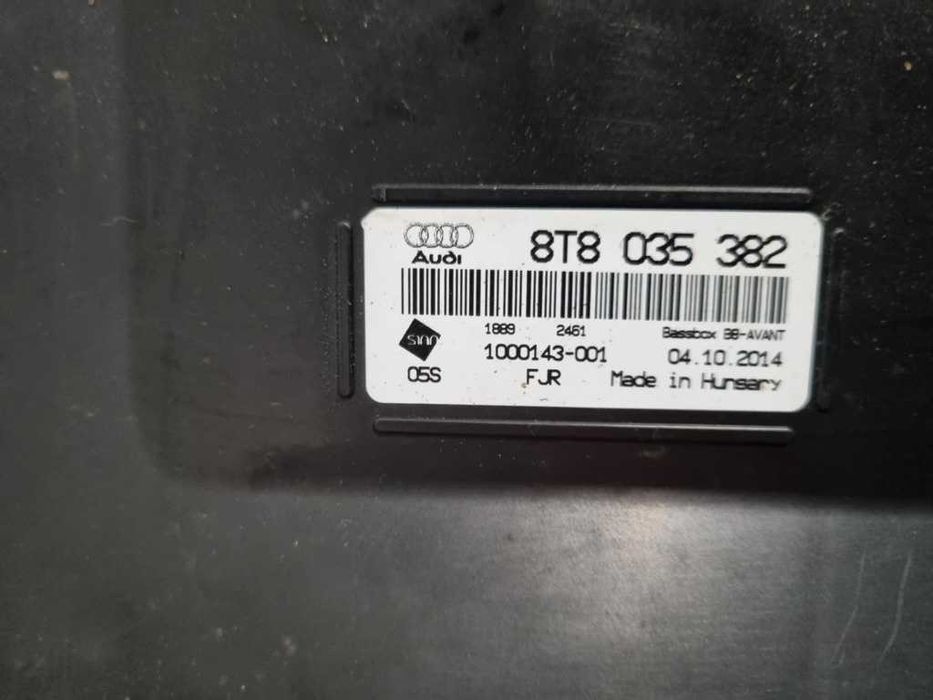 Audi
8T8 035 382
1889 2461 Bassbox B8-AVANT
1000143-001 04.10.2014
05S FJR Made in Hungary